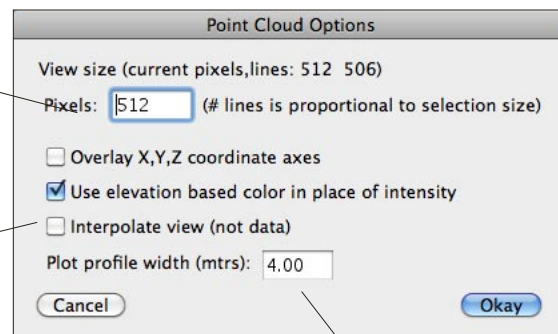 Point Cloud Options
View size (current pixels,lines: 512 506)
Pixels: 512 (# lines is proportional to selection size)
Overlay X,Y,Z coordinate axes
Use elevation based color in place of intensity
Interpolate view (not data)
Plot profile width (mtrs): 4.00
Cancel Okay